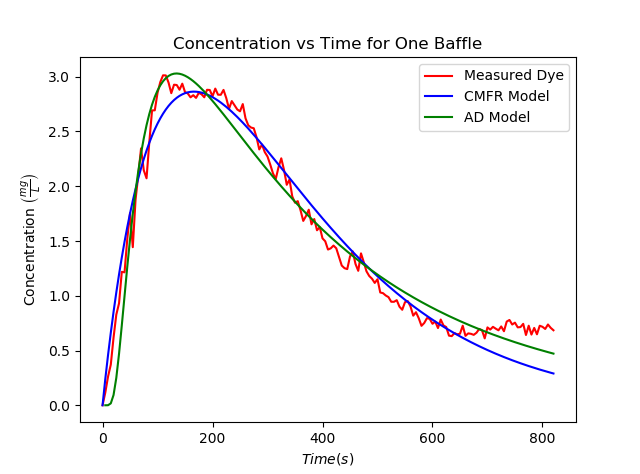 Concentration vs Time for One Baffle
Measured Dye
CMFR Model
AD Model
Concentration (mg/L)
3.0
2.5
2.0
1.5
1.0
0.5
0.0
0
200
400
600
800
Time(s)